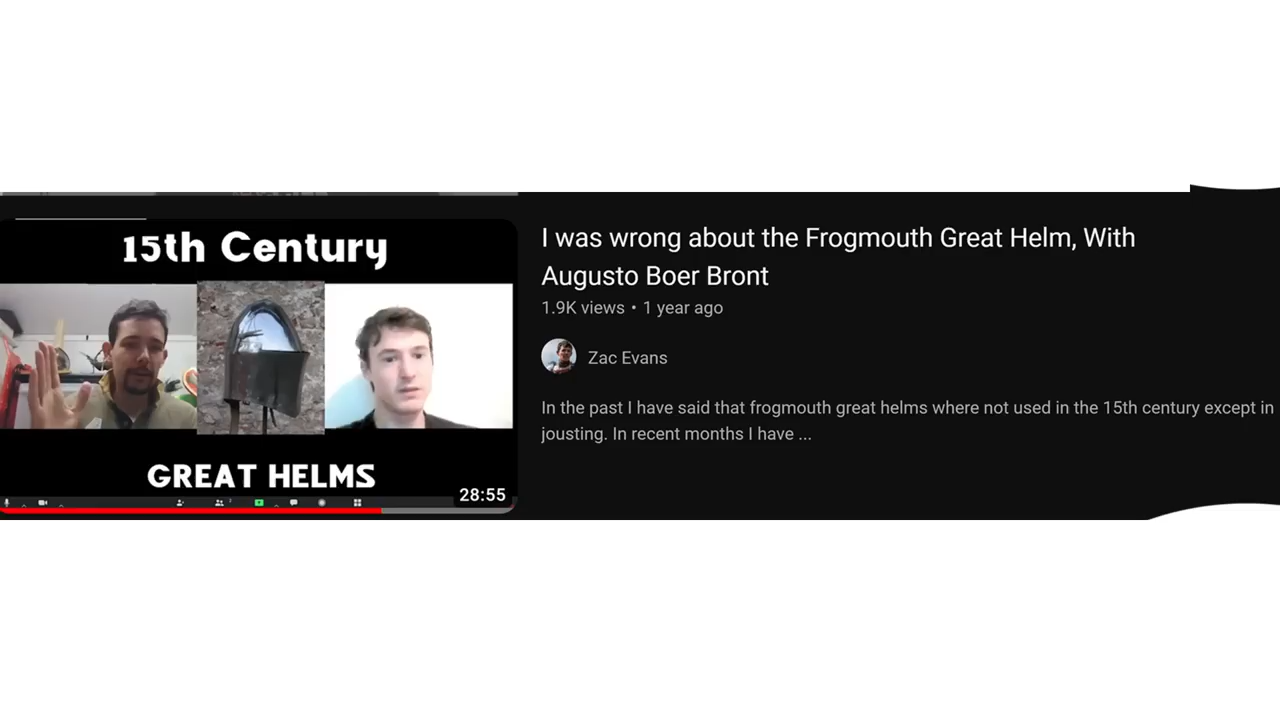 15th Century
GREAT HELMS
28:55
I was wrong about the Frogmouth Great Helm, With
Augusto Boer Bront
1.9K views • 1 year ago
Zac Evans
In the past I have said that frogmouth great helms where not used in the 15th century except in
jousting. In recent months I have ...